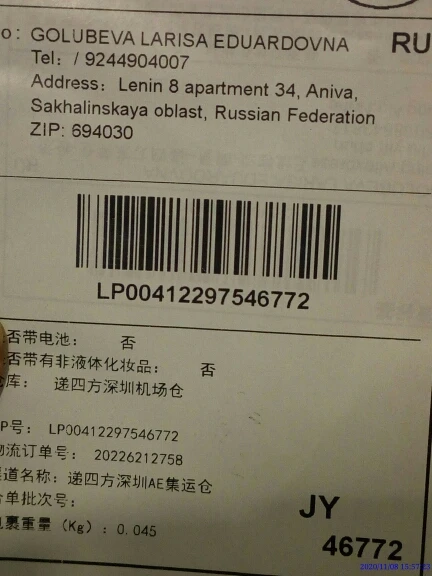 o: GOLUBEVA LARISA EDUARDOVNA RU
Tel: / 9244904007
Address: Lenin 8 apartment 34, Aniva,
Sakhalinskaya oblast, Russian Federation
ZIP: 694030
LP00412297546772
否带电池: 否
否带有非液体化妆品: 否
库: 递四方深圳机场仓
P号: LP00412297546772
流订单号: 20226212758
道名称: 递四方深圳AE集运仓
单批次号:
JY
裹重量 (Kg): 0.045
46772
2020/11/08 15:57:23